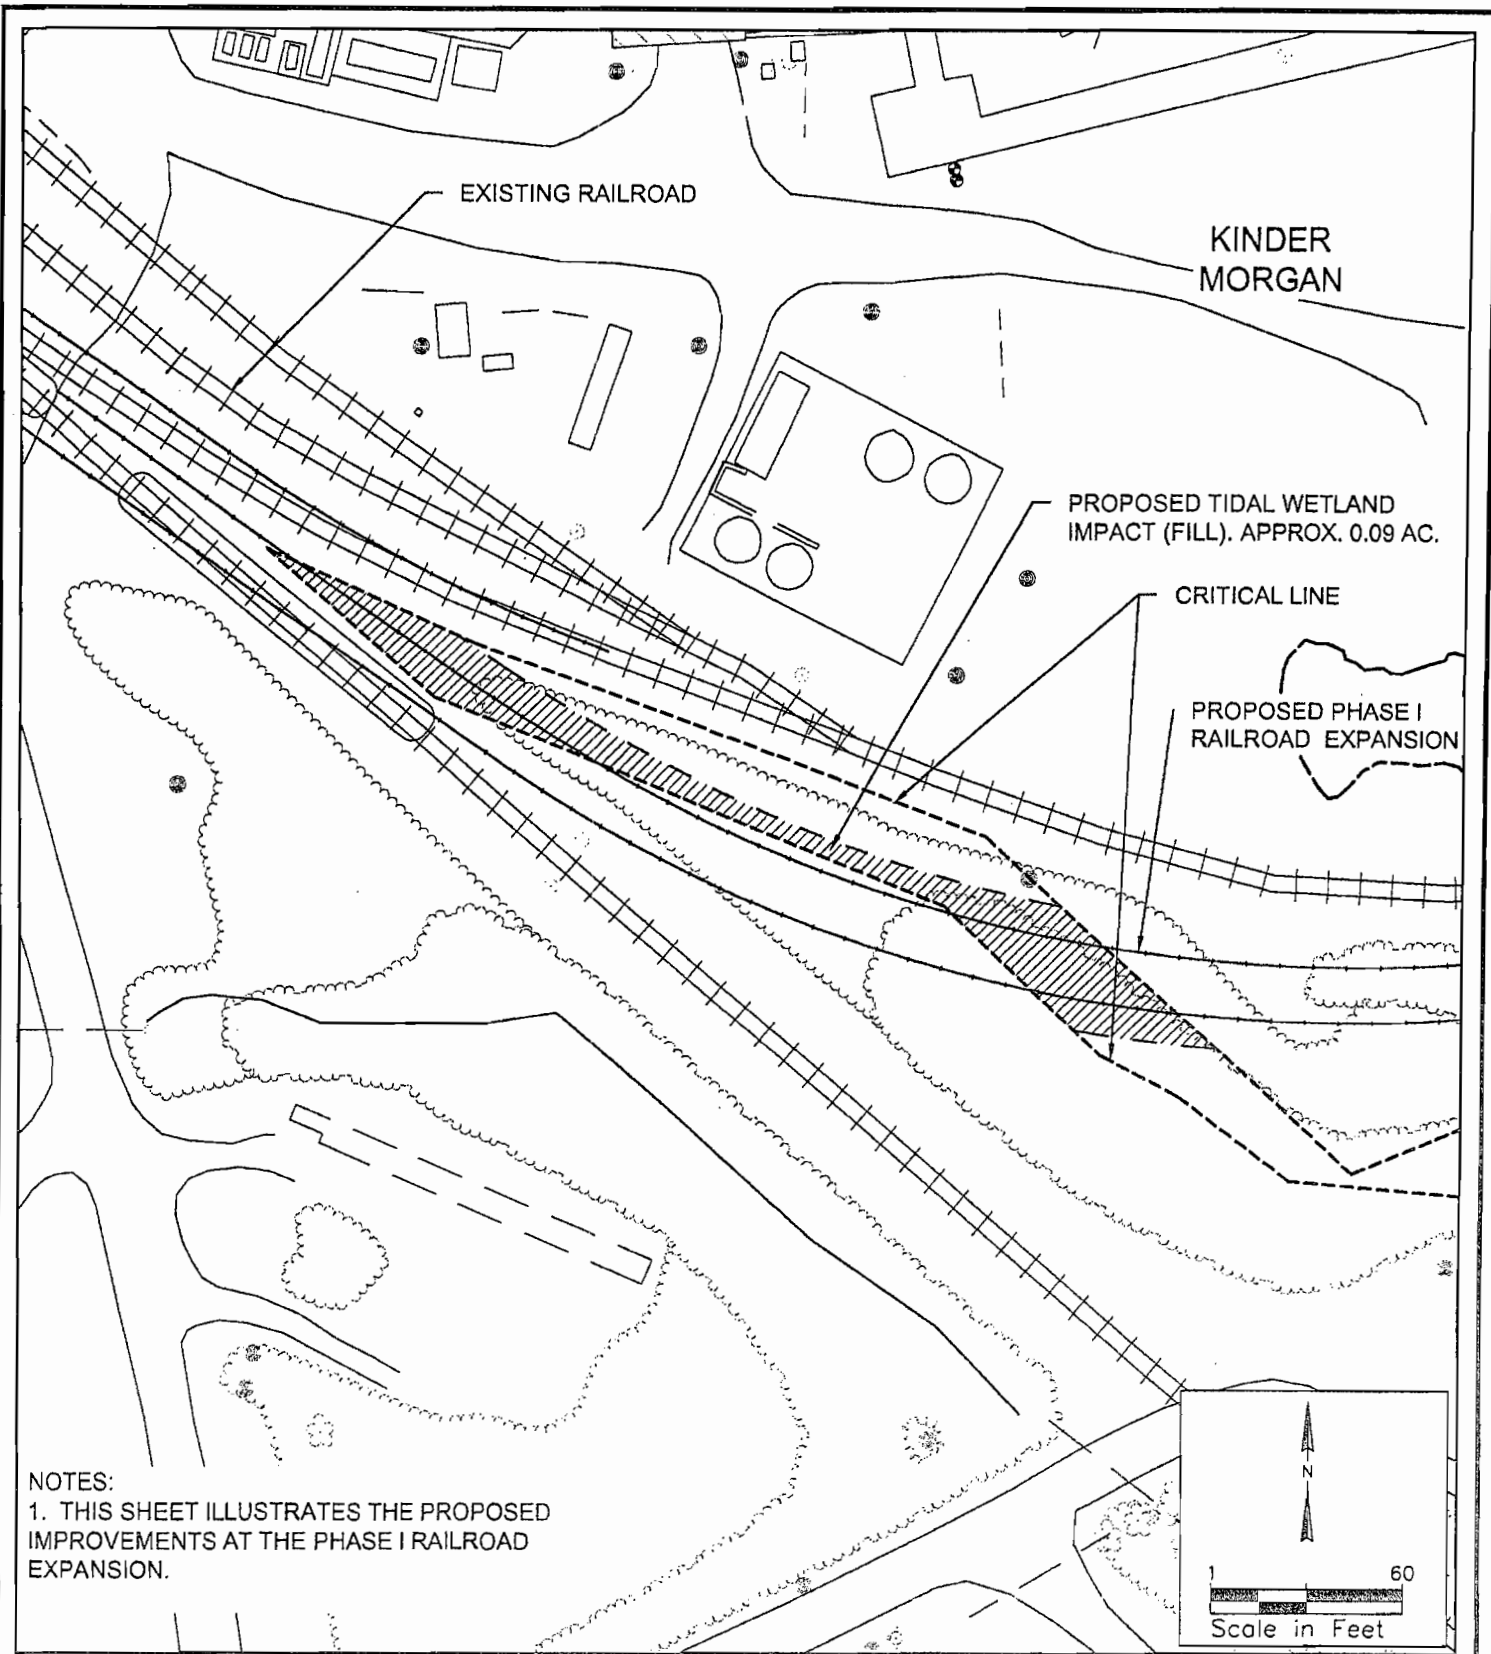 EXISTING RAILROAD
KINDER
MORGAN
PROPOSED TIDAL WETLAND
IMPACT (FILL). APPROX. 0.09 AC.
CRITICAL LINE
PROPOSED PHASE I
RAILROAD EXPANSION
NOTES:
1. THIS SHEET ILLUSTRATES THE PROPOSED
IMPROVEMENTS AT THE PHASE I RAILROAD
EXPANSION.
N
1 60
Scale in Feet